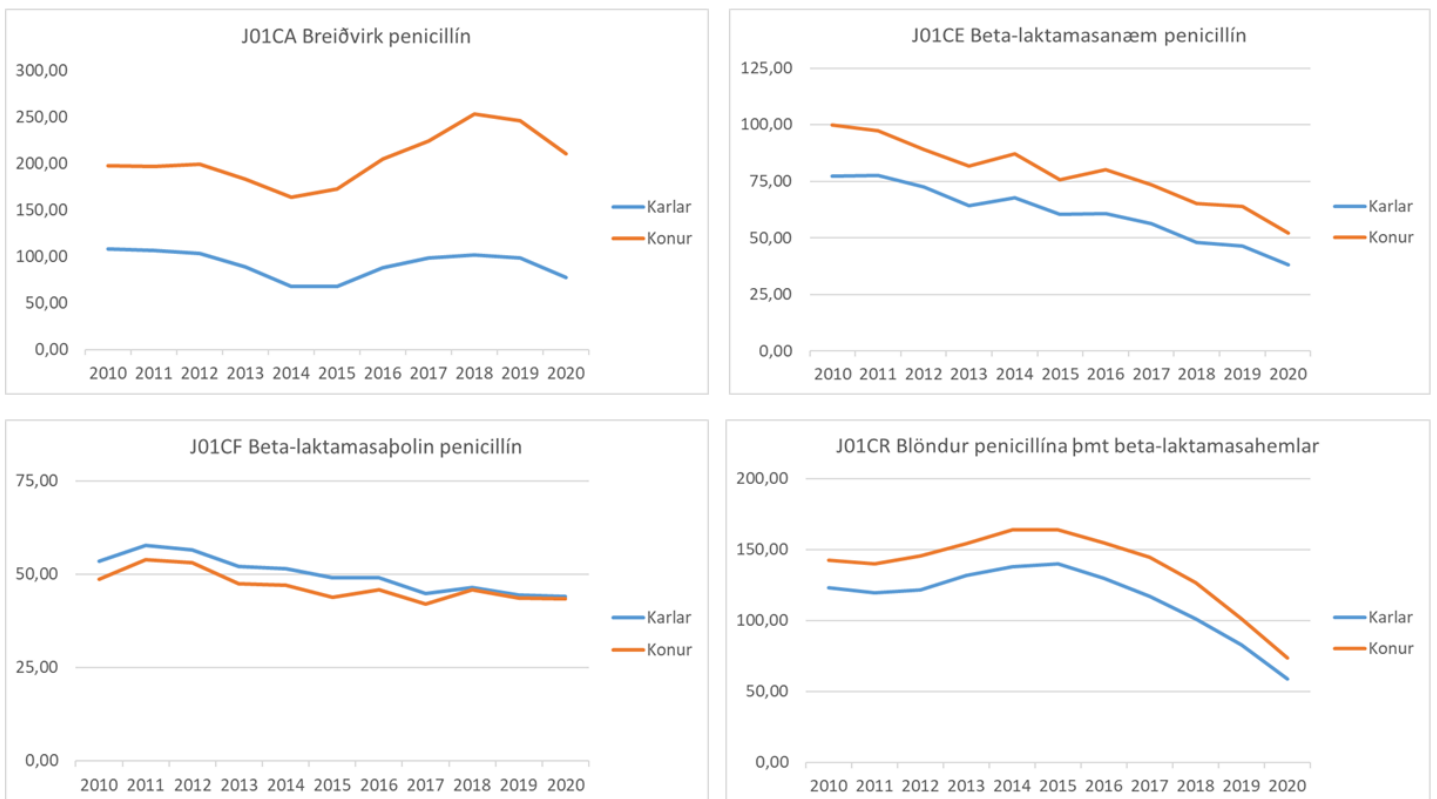 J01CA Breiðvirk penicillín
300,00
250,00
200,00
150,00
100,00
50,00
0,00
2010 2011 2012 2013 2014 2015 2016 2017 2018 2019 2020
Karlar
Konur
J01CE Beta-laktamasanæm penicillín
125,00
100,00
75,00
50,00
25,00
0,00
2010 2011 2012 2013 2014 2015 2016 2017 2018 2019 2020
Karlar
Konur
J01CF Beta-laktamasaþolin penicillín
75,00
50,00
25,00
0,00
2010 2011 2012 2013 2014 2015 2016 2017 2018 2019 2020
Karlar
Konur
J01CR Blöndur penicillína þmt beta-laktamasahemlar
200,00
150,00
100,00
50,00
0,00
2010 2011 2012 2013 2014 2015 2016 2017 2018 2019 2020
Karlar
Konur